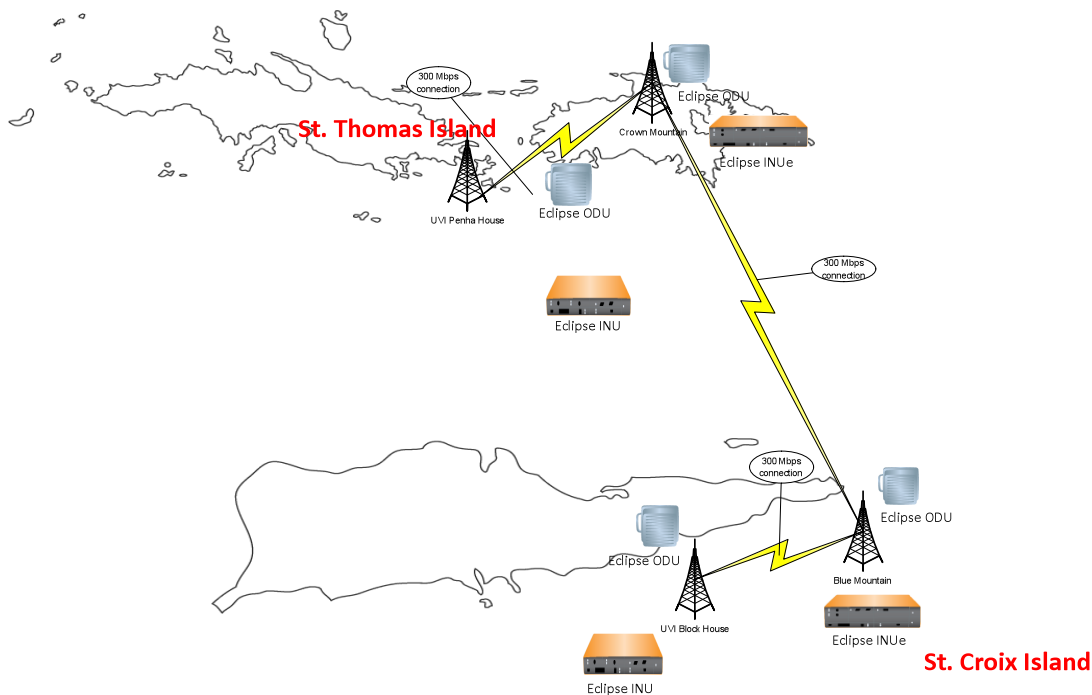 300 Mbps
connection
St. Thomas Island
Eclipse ODU
Crown Mountain
Eclipse INUe
UVI Penha House
Eclipse ODU
300 Mbps
connection
Eclipse INU
300 Mbps
connection
Eclipse ODU
Eclipse ODU
Blue Mountain
UVI Block House
Eclipse INUe
St. Croix Island
Eclipse INU